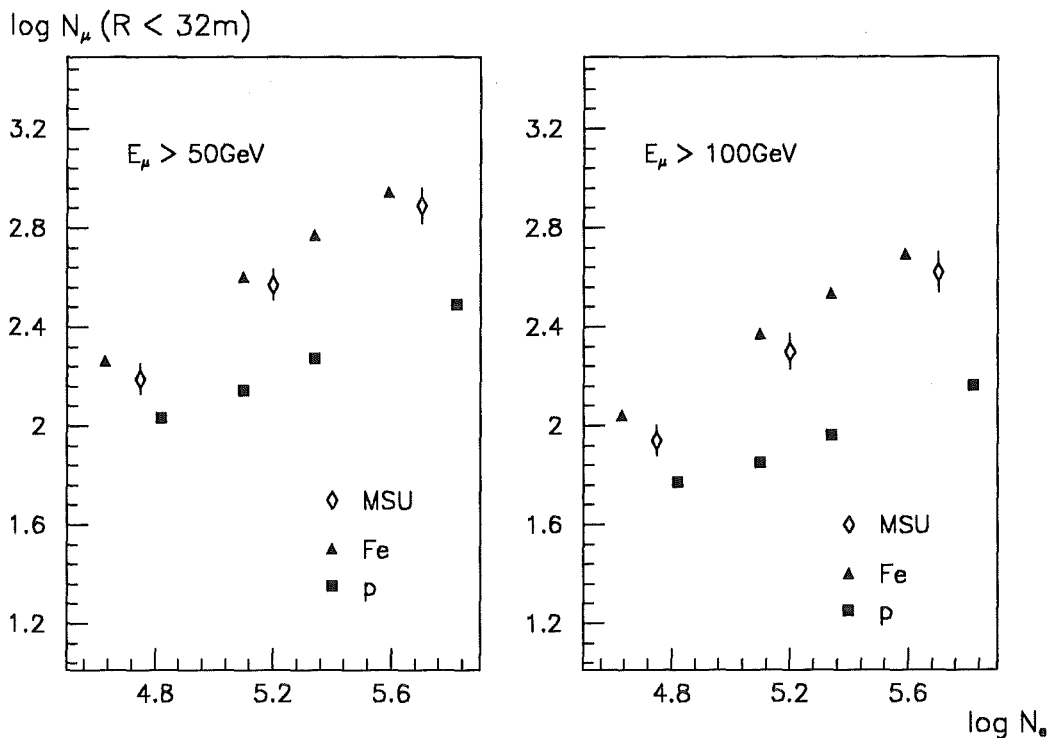 log N_μ (R < 32m)
3.2
2.8
2.4
2
1.6
1.2
E_μ > 50GeV
MSU
Fe
p
4.8 5.2 5.6
3.2
2.8
2.4
2
1.6
1.2
E_μ > 100GeV
MSU
Fe
p
4.8 5.2 5.6
log N_e